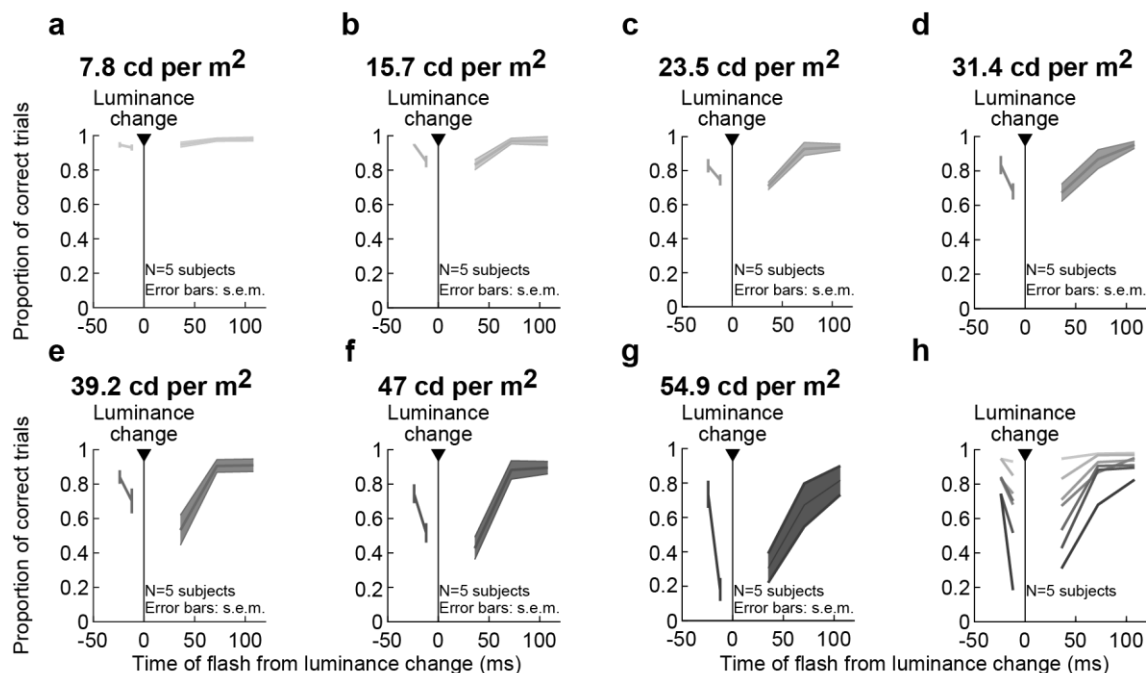 a
7.8 cd per m2
Luminance
change
Proportion of correct trials
1
0.8
0.6
0.4
0.2
0
N=5 subjects
Error bars: s.e.m.
-50 0 50 100
b
15.7 cd per m2
Luminance
change
1
0.8
0.6
0.4
0.2
0
N=5 subjects
Error bars: s.e.m.
-50 0 50 100
c
23.5 cd per m2
Luminance
change
1
0.8
0.6
0.4
0.2
0
N=5 subjects
Error bars: s.e.m.
-50 0 50 100
d
31.4 cd per m2
Luminance
change
1
0.8
0.6
0.4
0.2
0
N=5 subjects
Error bars: s.e.m.
-50 0 50 100
e
39.2 cd per m2
Luminance
change
Proportion of correct trials
1
0.8
0.6
0.4
0.2
0
N=5 subjects
Error bars: s.e.m.
-50 0 50 100
f
47 cd per m2
Luminance
change
1
0.8
0.6
0.4
0.2
0
N=5 subjects
Error bars: s.e.m.
-50 0 50 100
Time of flash from luminance change (ms)
g
54.9 cd per m2
Luminance
change
1
0.8
0.6
0.4
0.2
0
N=5 subjects
Error bars: s.e.m.
-50 0 50 100
h
Luminance
change
1
0.8
0.6
0.4
0.2
0
N=5 subjects
-50 0 50 100
Time of flash from luminance change (ms)